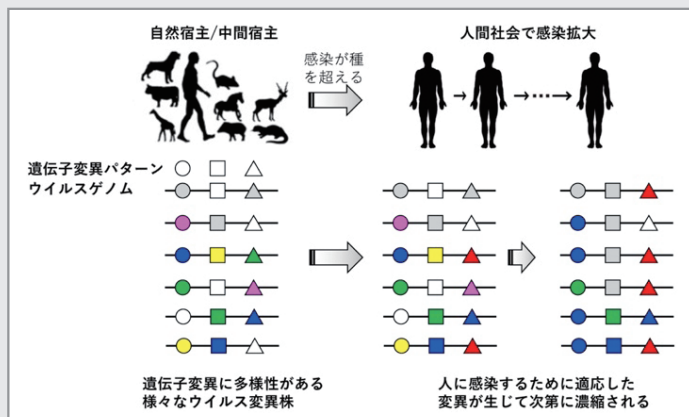 自然宿主/中間宿主
人間社会で感染拡大
感染が種
を超える
遺伝子変異パターン
ウイルスゲノム
遺伝子変異に多様性がある
様々なウイルス変異株
人に感染するために適応した
変異が生じて次第に濃縮される